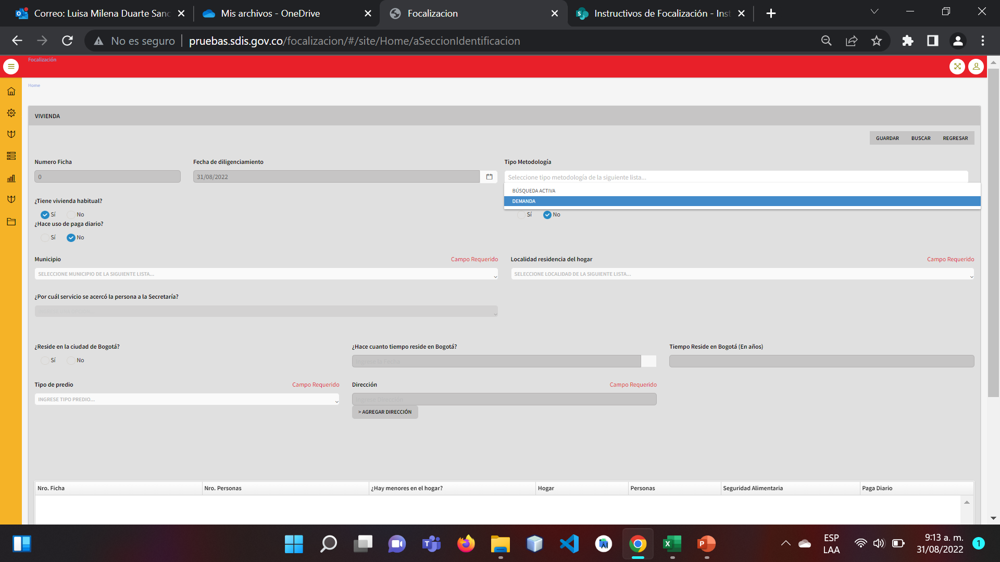 Correo: Luisa Milena Duarte Sanc
Mis archivos - OneDrive
Focalizacion
Instructivos de Focalización - Inst
No es seguro
pruebas.sdis.gov.co/focalizacion/#/site/Home/aSeccionIdentificacion
Focalización
Home
VIVIENDA
GUARDAR BUSCAR REGRESAR
Numero Ficha
Fecha de diligenciamiento
Tipo Metodología
0
31/08/2022
Seleccione tipo metodología de la siguiente lista...
BÚSQUEDA ACTIVA
DEMANDA
¿Tiene vivienda habitual?
Sí No
Sí No
¿Hace uso de paga diario?
Sí No
Municipio Campo Requerido
Localidad residencia del hogar Campo Requerido
SELECCIONE MUNICIPIO DE LA SIGUIENTE LISTA...
SELECCIONE LOCALIDAD DE LA SIGUIENTE LISTA...
¿Por cuál servicio se acercó la persona a la Secretaría?
¿Reside en la ciudad de Bogotá?
¿Hace cuanto tiempo reside en Bogotá?
Tiempo Reside en Bogotá (En años)
Sí No
Ingrese la Fecha
Tipo de predio Campo Requerido
Dirección Campo Requerido
INGRESE TIPO PREDIO...
Ingrese Dirección
> AGREGAR DIRECCIÓN
Nro. Ficha Nro. Personas ¿Hay menores en el hogar? Hogar Personas Seguridad Alimentaria Paga Diario
ESP
LAA
9:13 a. m.
31/08/2022
1